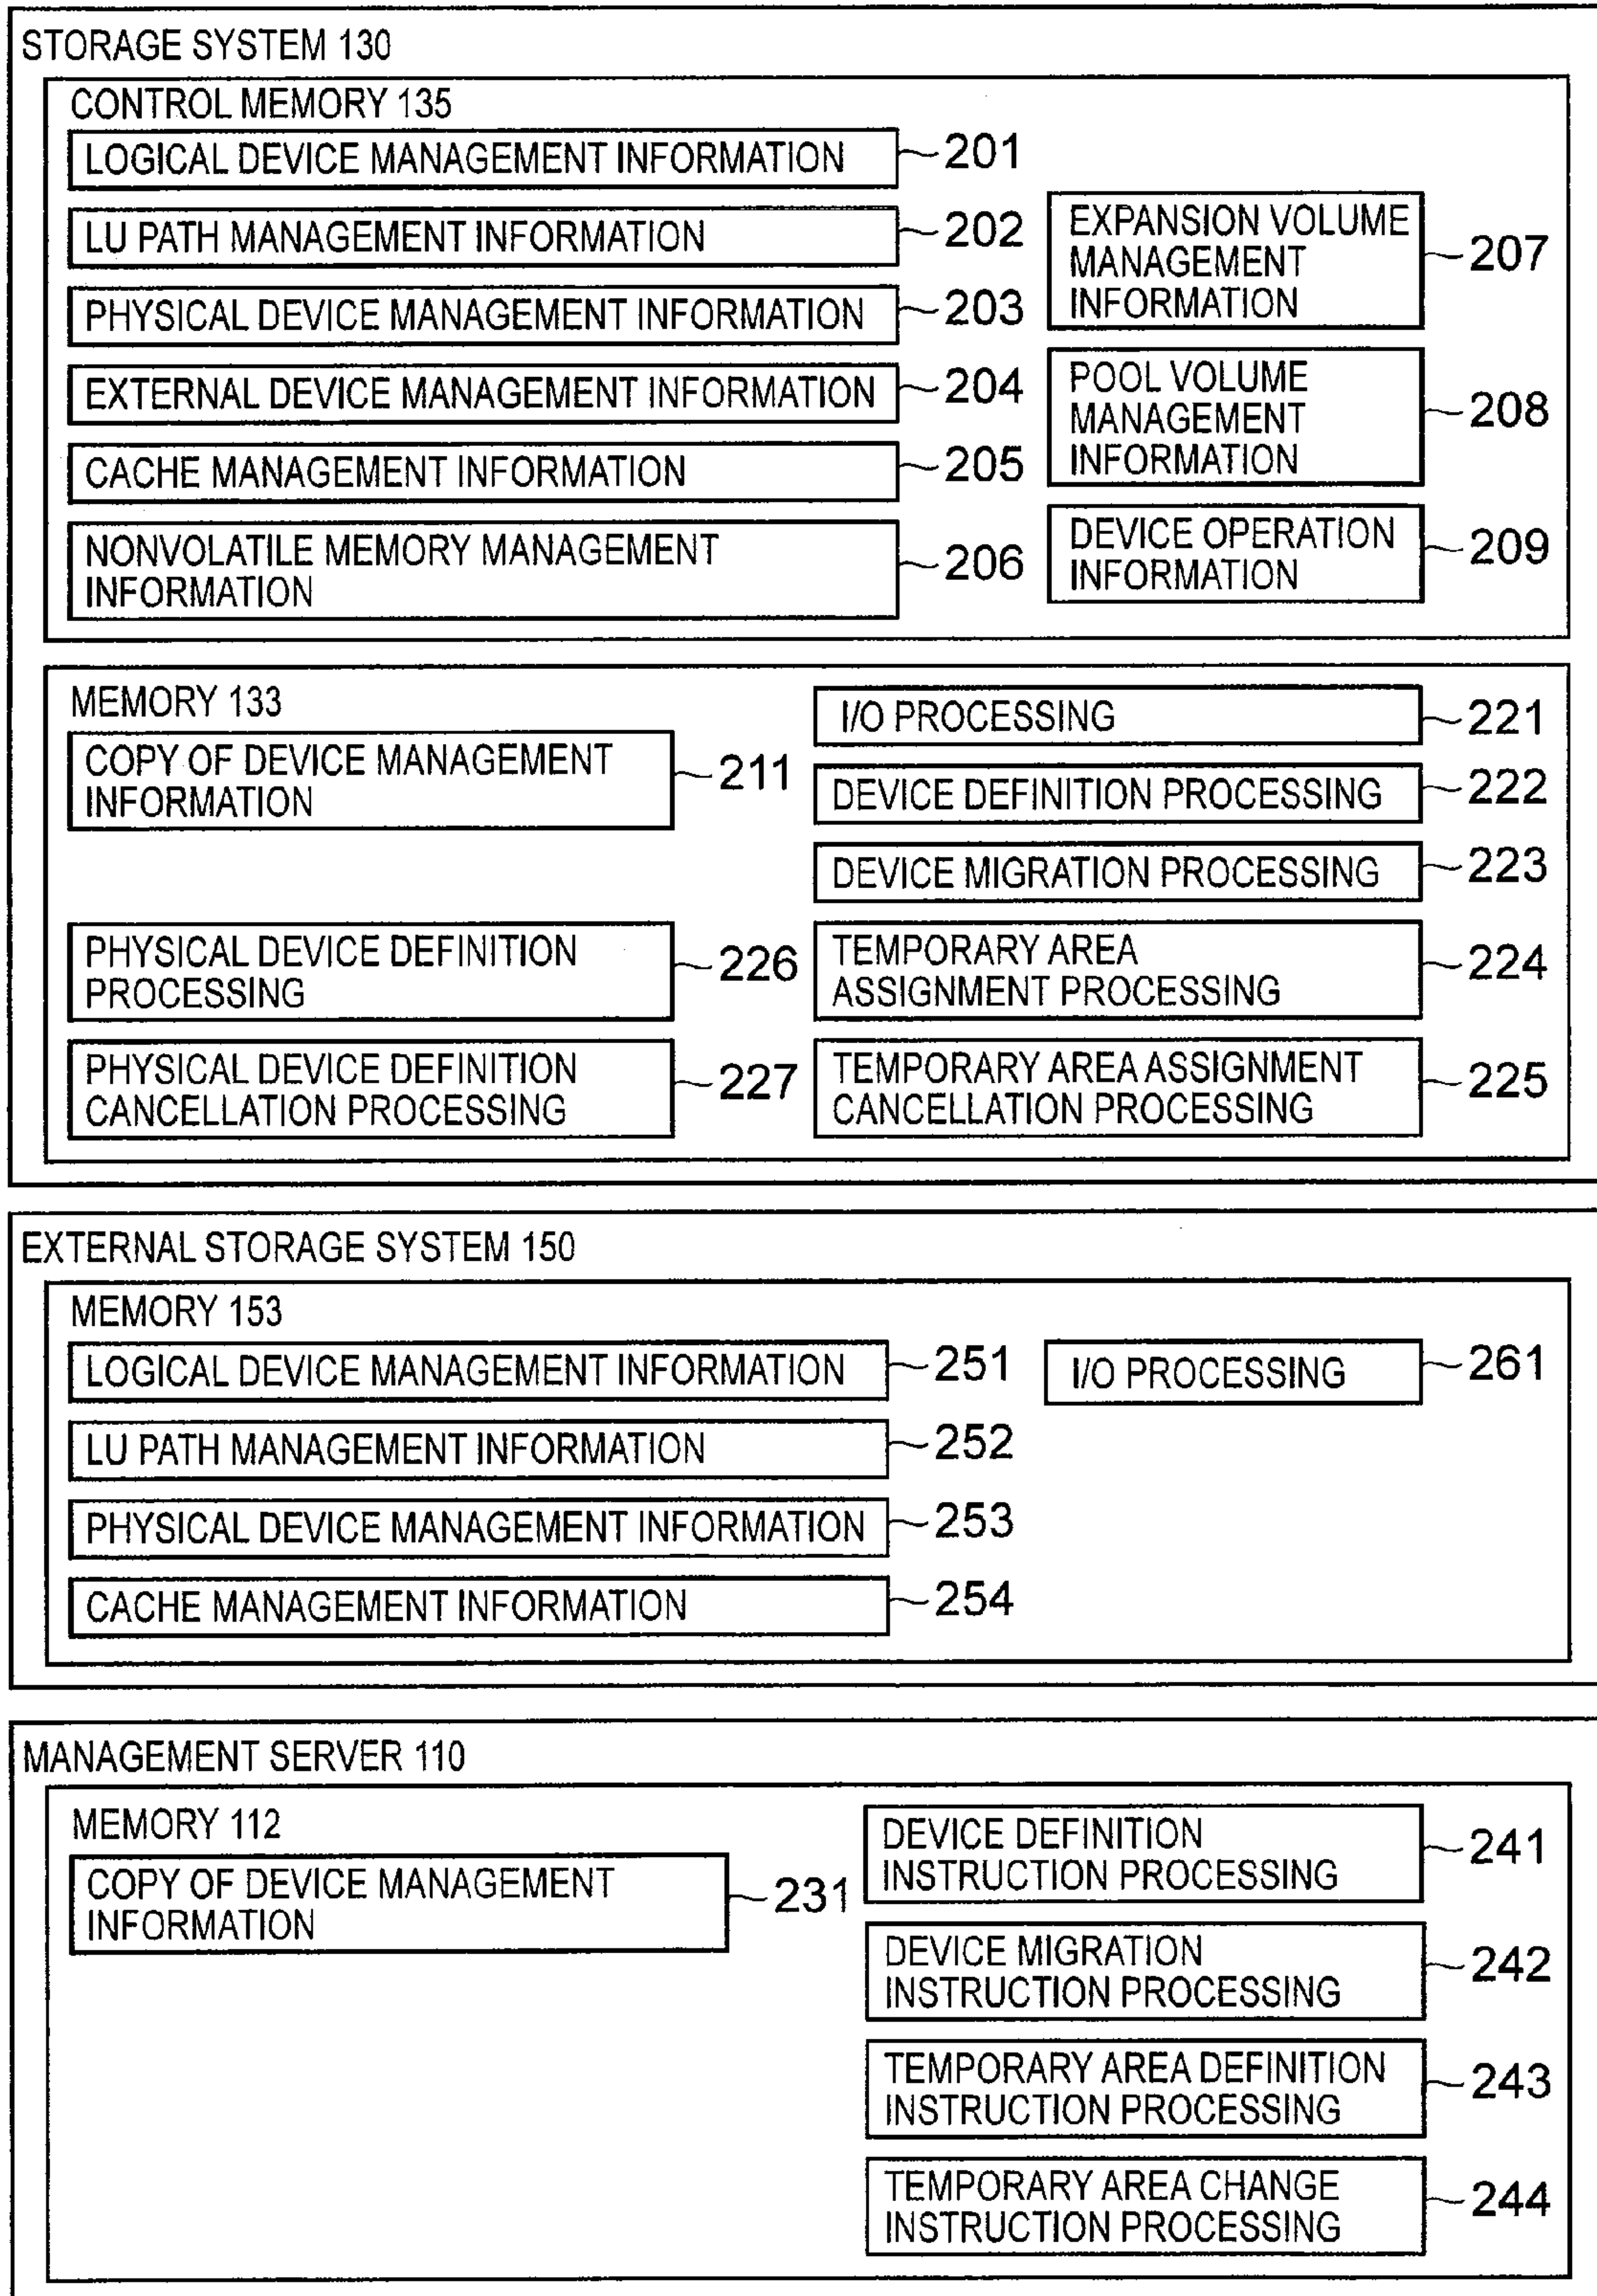 STORAGE SYSTEM 130
CONTROL MEMORY 135
LOGICAL DEVICE MANAGEMENT INFORMATION
201
LU PATH MANAGEMENT INFORMATION
202
PHYSICAL DEVICE MANAGEMENT INFORMATION
203
EXTERNAL DEVICE MANAGEMENT INFORMATION
204
CACHE MANAGEMENT INFORMATION
205
NONVOLATILE MEMORY MANAGEMENT
INFORMATION
206
EXPANSION VOLUME
MANAGEMENT
INFORMATION
207
POOL VOLUME
MANAGEMENT
INFORMATION
208
DEVICE OPERATION
INFORMATION
209
MEMORY 133
COPY OF DEVICE MANAGEMENT
INFORMATION
211
PHYSICAL DEVICE DEFINITION
PROCESSING
226
PHYSICAL DEVICE DEFINITION
CANCELLATION PROCESSING
227
I/O PROCESSING
221
DEVICE DEFINITION PROCESSING
222
DEVICE MIGRATION PROCESSING
223
TEMPORARY AREA
ASSIGNMENT PROCESSING
224
TEMPORARY AREA ASSIGNMENT
CANCELLATION PROCESSING
225
EXTERNAL STORAGE SYSTEM 150
MEMORY 153
LOGICAL DEVICE MANAGEMENT INFORMATION
251
LU PATH MANAGEMENT INFORMATION
252
PHYSICAL DEVICE MANAGEMENT INFORMATION
253
CACHE MANAGEMENT INFORMATION
254
I/O PROCESSING
261
MANAGEMENT SERVER 110
MEMORY 112
COPY OF DEVICE MANAGEMENT
INFORMATION
231
DEVICE DEFINITION
INSTRUCTION PROCESSING
241
DEVICE MIGRATION
INSTRUCTION PROCESSING
242
TEMPORARY AREA DEFINITION
INSTRUCTION PROCESSING
243
TEMPORARY AREA CHANGE
INSTRUCTION PROCESSING
244